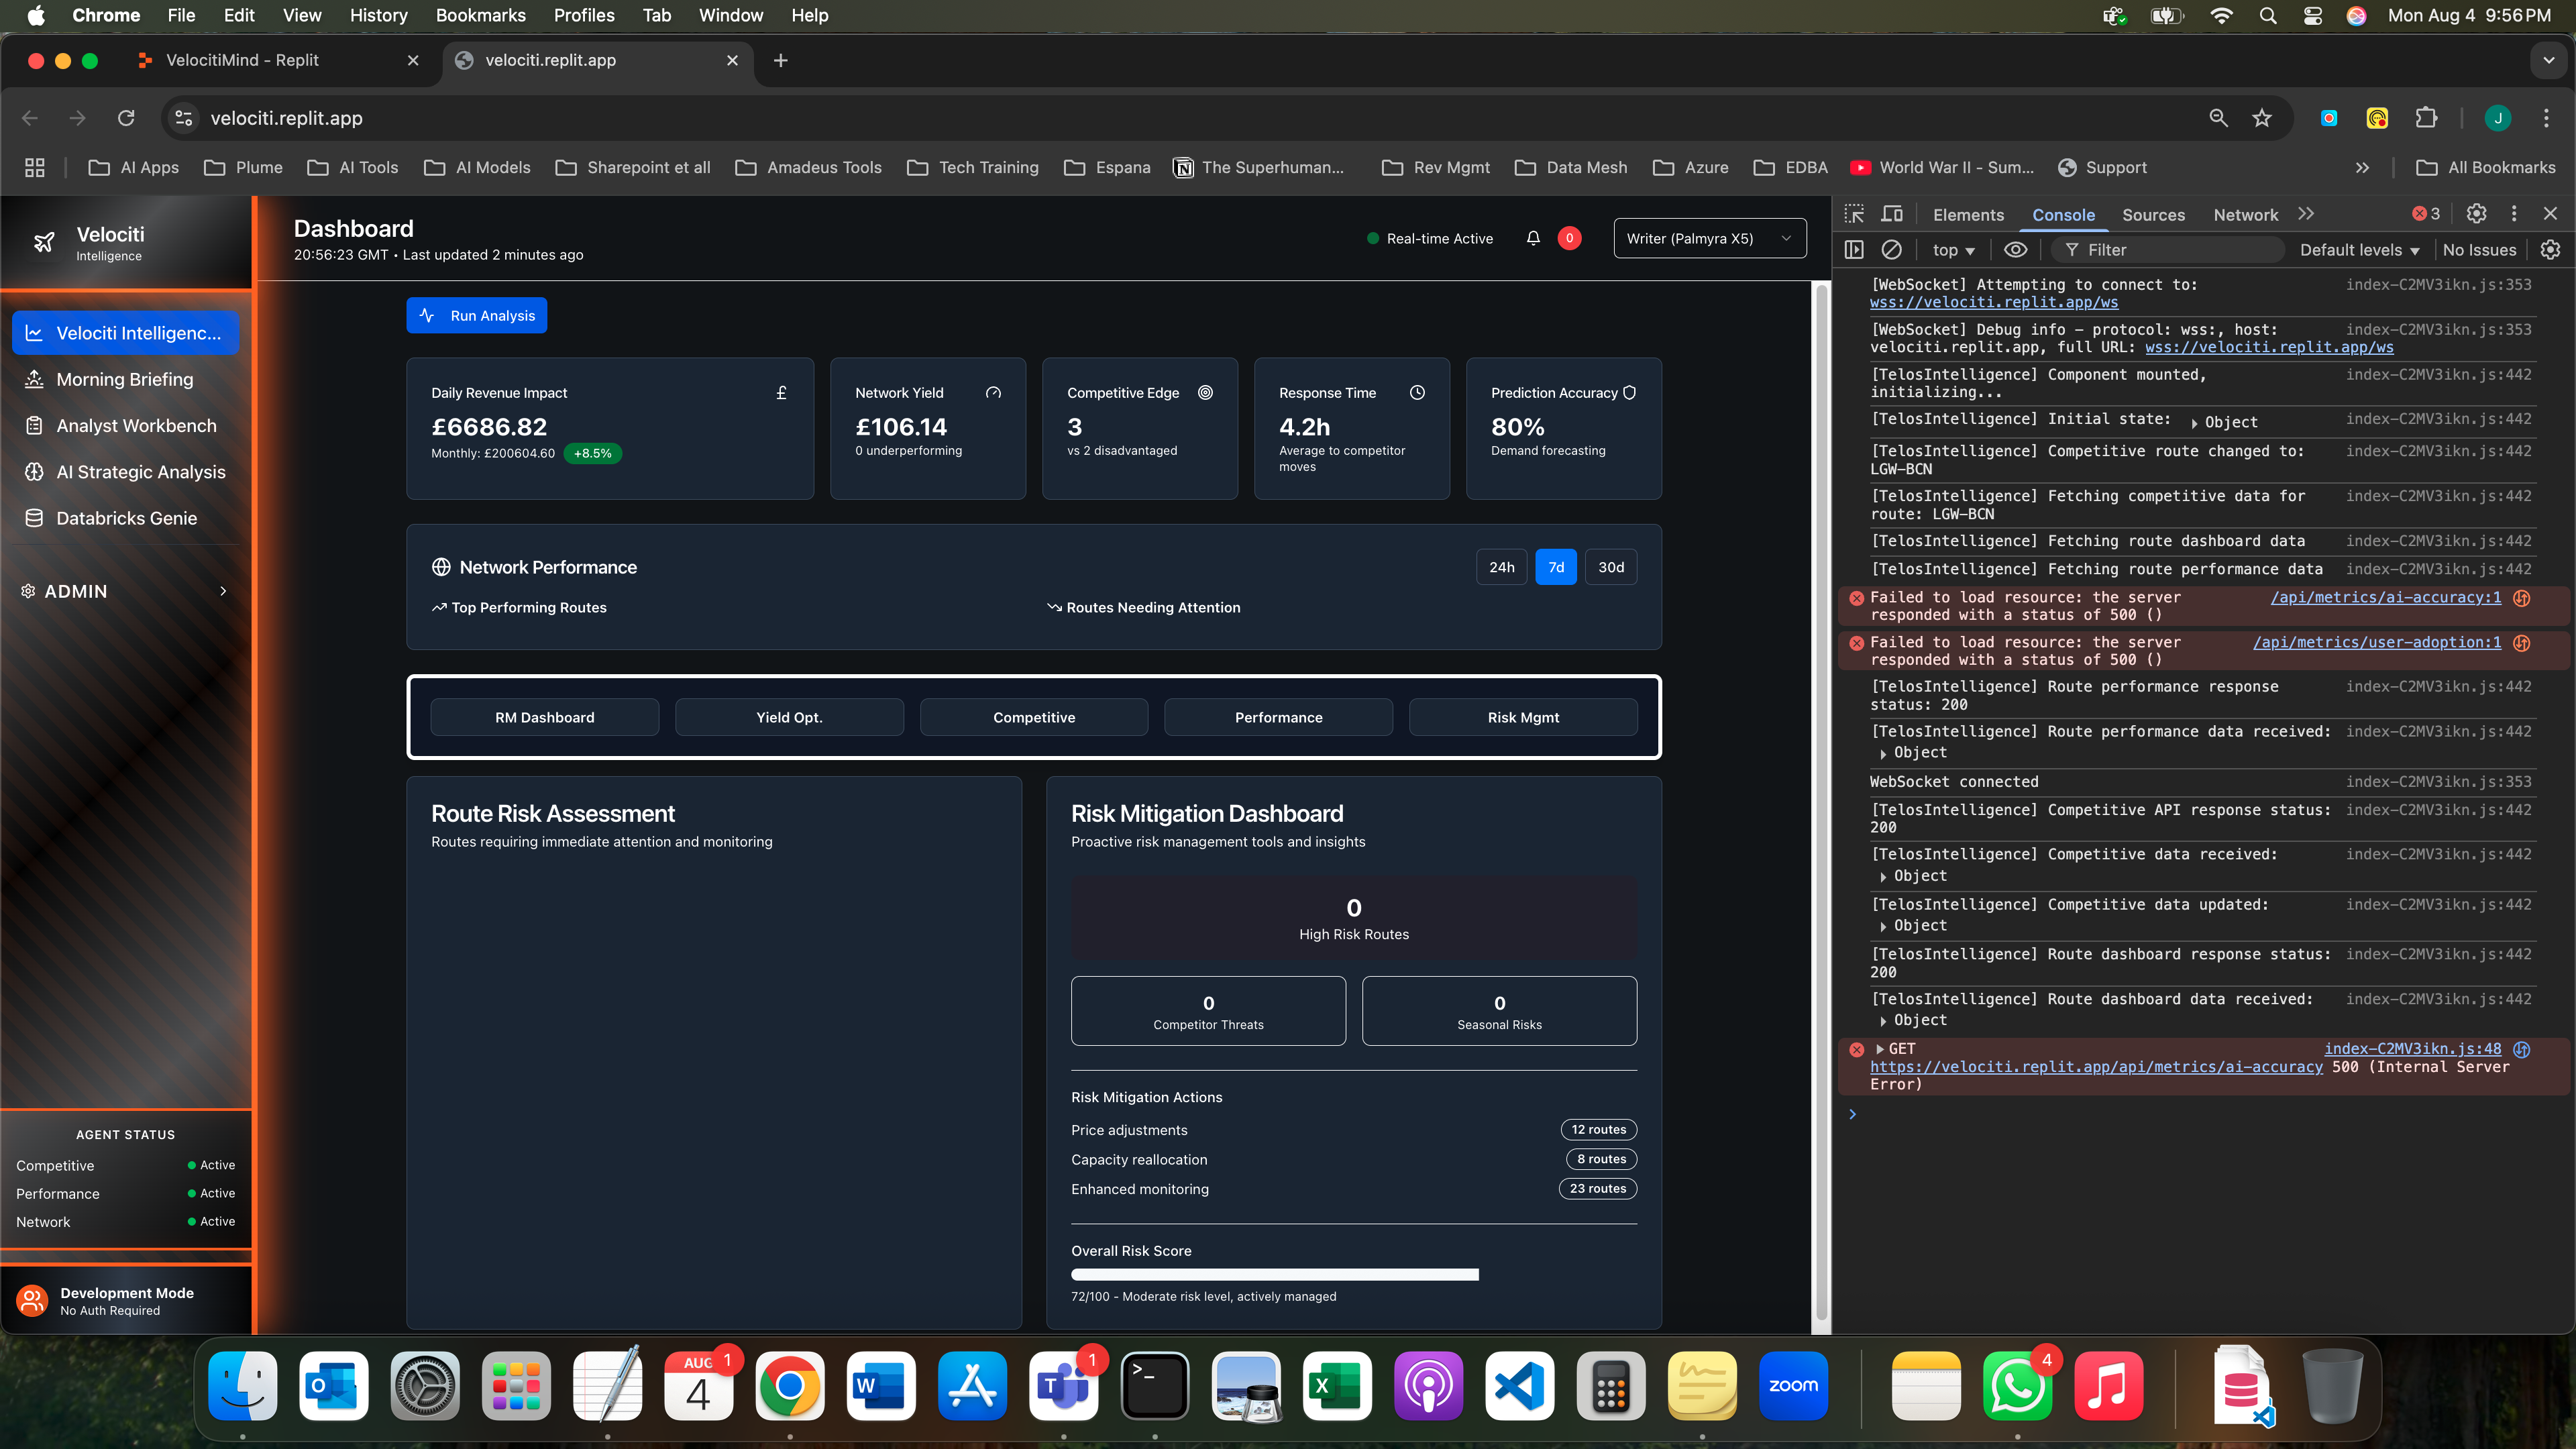 Chrome File Edit View History Bookmarks Profiles Tab Window Help
Mon Aug 4 9:56 PM
VelocitiMind - Replit
velociti.replit.app
velociti.replit.app
J
AI Apps
Plume
AI Tools
AI Models
Sharepoint et all
Amadeus Tools
Tech Training
Espana
The Superhuman...
Rev Mgmt
Data Mesh
Azure
EDBA
World War II - Sum...
Support
All Bookmarks
Velociti
Intelligence
Velociti Intelligenc...
Morning Briefing
Analyst Workbench
AI Strategic Analysis
Databricks Genie
ADMIN
AGENT STATUS
Competitive Active
Performance Active
Network Active
Development Mode
No Auth Required
Dashboard
20:56:23 GMT • Last updated 2 minutes ago
Real-time Active
0
Writer (Palmyra X5)
Run Analysis
Daily Revenue Impact £
£6686.82
Monthly: £200604.60 +8.5%
Network Yield
£106.14
0 underperforming
Competitive Edge
3
vs 2 disadvantaged
Response Time
4.2h
Average to competitor
moves
Prediction Accuracy
80%
Demand forecasting
Network Performance
24h 7d 30d
Top Performing Routes
Routes Needing Attention
RM Dashboard
Yield Opt.
Competitive
Performance
Risk Mgmt
Route Risk Assessment
Routes requiring immediate attention and monitoring
Risk Mitigation Dashboard
Proactive risk management tools and insights
0
High Risk Routes
0
Competitor Threats
0
Seasonal Risks
Risk Mitigation Actions
Price adjustments 12 routes
Capacity reallocation 8 routes
Enhanced monitoring 23 routes
Overall Risk Score
72/100 - Moderate risk level, actively managed
Elements Console Sources Network 3
top Filter Default levels No Issues
[WebSocket] Attempting to connect to: index-C2MV3ikn.js:353
wss://velociti.replit.app/ws
[WebSocket] Debug info – protocol: wss:, host: index-C2MV3ikn.js:353
velociti.replit.app, full URL: wss://velociti.replit.app/ws
[TelosIntelligence] Component mounted, index-C2MV3ikn.js:442
initializing...
[TelosIntelligence] Initial state: Object index-C2MV3ikn.js:442
[TelosIntelligence] Competitive route changed to: index-C2MV3ikn.js:442
LGW-BCN
[TelosIntelligence] Fetching competitive data for index-C2MV3ikn.js:442
route: LGW-BCN
[TelosIntelligence] Fetching route dashboard data index-C2MV3ikn.js:442
[TelosIntelligence] Fetching route performance data index-C2MV3ikn.js:442
Failed to load resource: the server /api/metrics/ai-accuracy:1
responded with a status of 500 ()
Failed to load resource: the server /api/metrics/user-adoption:1
responded with a status of 500 ()
[TelosIntelligence] Route performance response index-C2MV3ikn.js:442
status: 200
[TelosIntelligence] Route performance data received: index-C2MV3ikn.js:442
Object
WebSocket connected index-C2MV3ikn.js:353
[TelosIntelligence] Competitive API response status: index-C2MV3ikn.js:442
200
[TelosIntelligence] Competitive data received: index-C2MV3ikn.js:442
Object
[TelosIntelligence] Competitive data updated: index-C2MV3ikn.js:442
Object
[TelosIntelligence] Route dashboard response status: index-C2MV3ikn.js:442
200
[TelosIntelligence] Route dashboard data received: index-C2MV3ikn.js:442
Object
GET index-C2MV3ikn.js:48
https://velociti.replit.app/api/metrics/ai-accuracy 500 (Internal Server
Error)
AUG 1
4
1
zoom
4